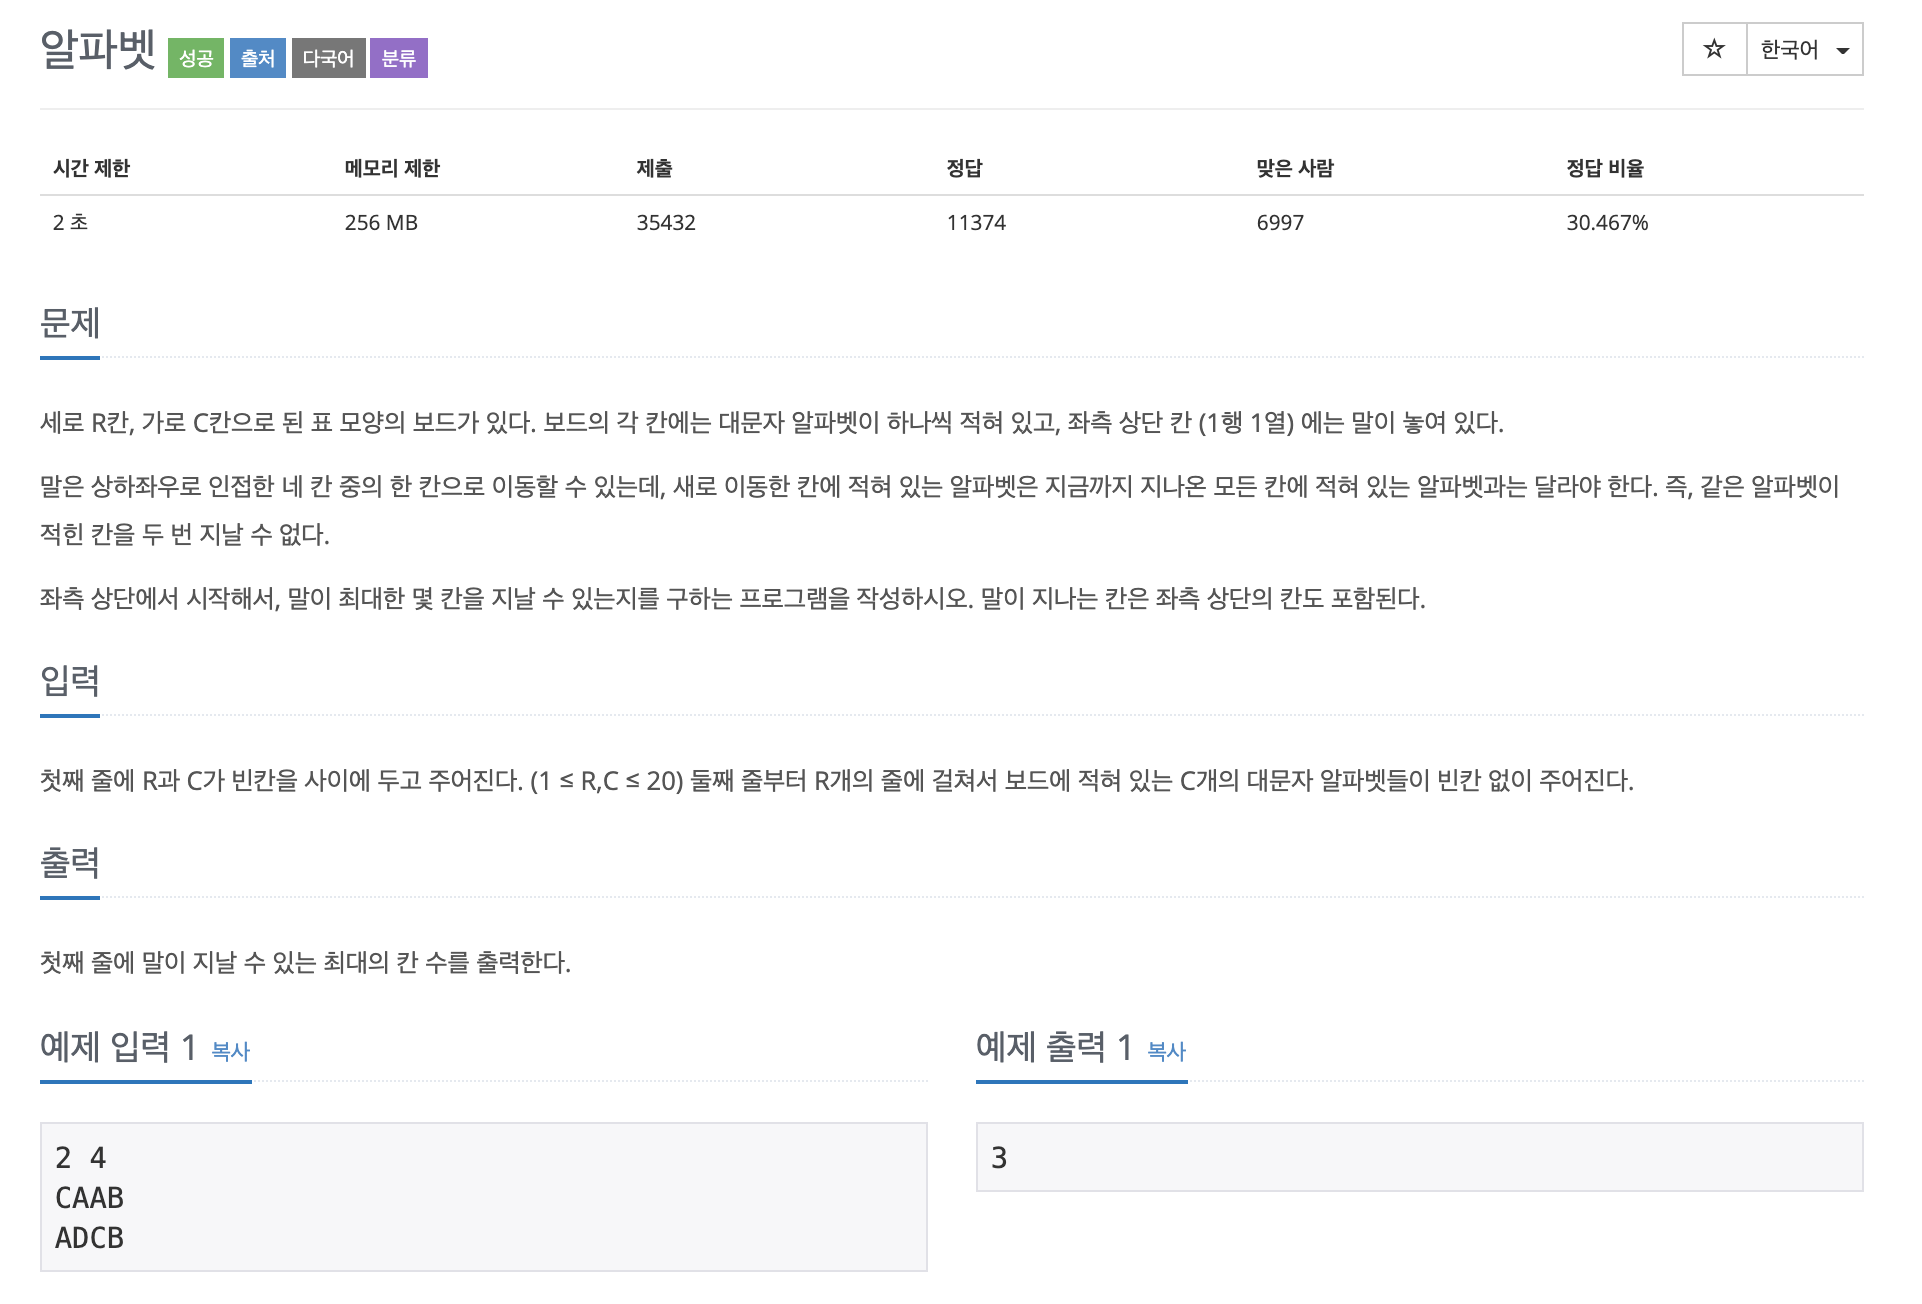 알파벳 성공 출처 다국어 분류
☆ 한국어
시간 제한 메모리 제한 제출 정답 맞은 사람 정답 비율
2 초 256 MB 35432 11374 6997 30.467%
문제
세로 R칸, 가로 C칸으로 된 표 모양의 보드가 있다. 보드의 각 칸에는 대문자 알파벳이 하나씩 적혀 있고, 좌측 상단 칸 (1행 1열) 에는 말이 놓여 있다.
말은 상하좌우로 인접한 네 칸 중의 한 칸으로 이동할 수 있는데, 새로 이동한 칸에 적혀 있는 알파벳은 지금까지 지나온 모든 칸에 적혀 있는 알파벳과는 달라야 한다. 즉, 같은 알파벳이
적힌 칸을 두 번 지날 수 없다.
좌측 상단에서 시작해서, 말이 최대한 몇 칸을 지날 수 있는지를 구하는 프로그램을 작성하시오. 말이 지나는 칸은 좌측 상단의 칸도 포함된다.
입력
첫째 줄에 R과 C가 빈칸을 사이에 두고 주어진다. (1 ≤ R,C ≤ 20) 둘째 줄부터 R개의 줄에 걸쳐서 보드에 적혀 있는 C개의 대문자 알파벳들이 빈칸 없이 주어진다.
출력
첫째 줄에 말이 지날 수 있는 최대의 칸 수를 출력한다.
예제 입력 1 복사
2 4
CAAB
ADCB
예제 출력 1 복사
3